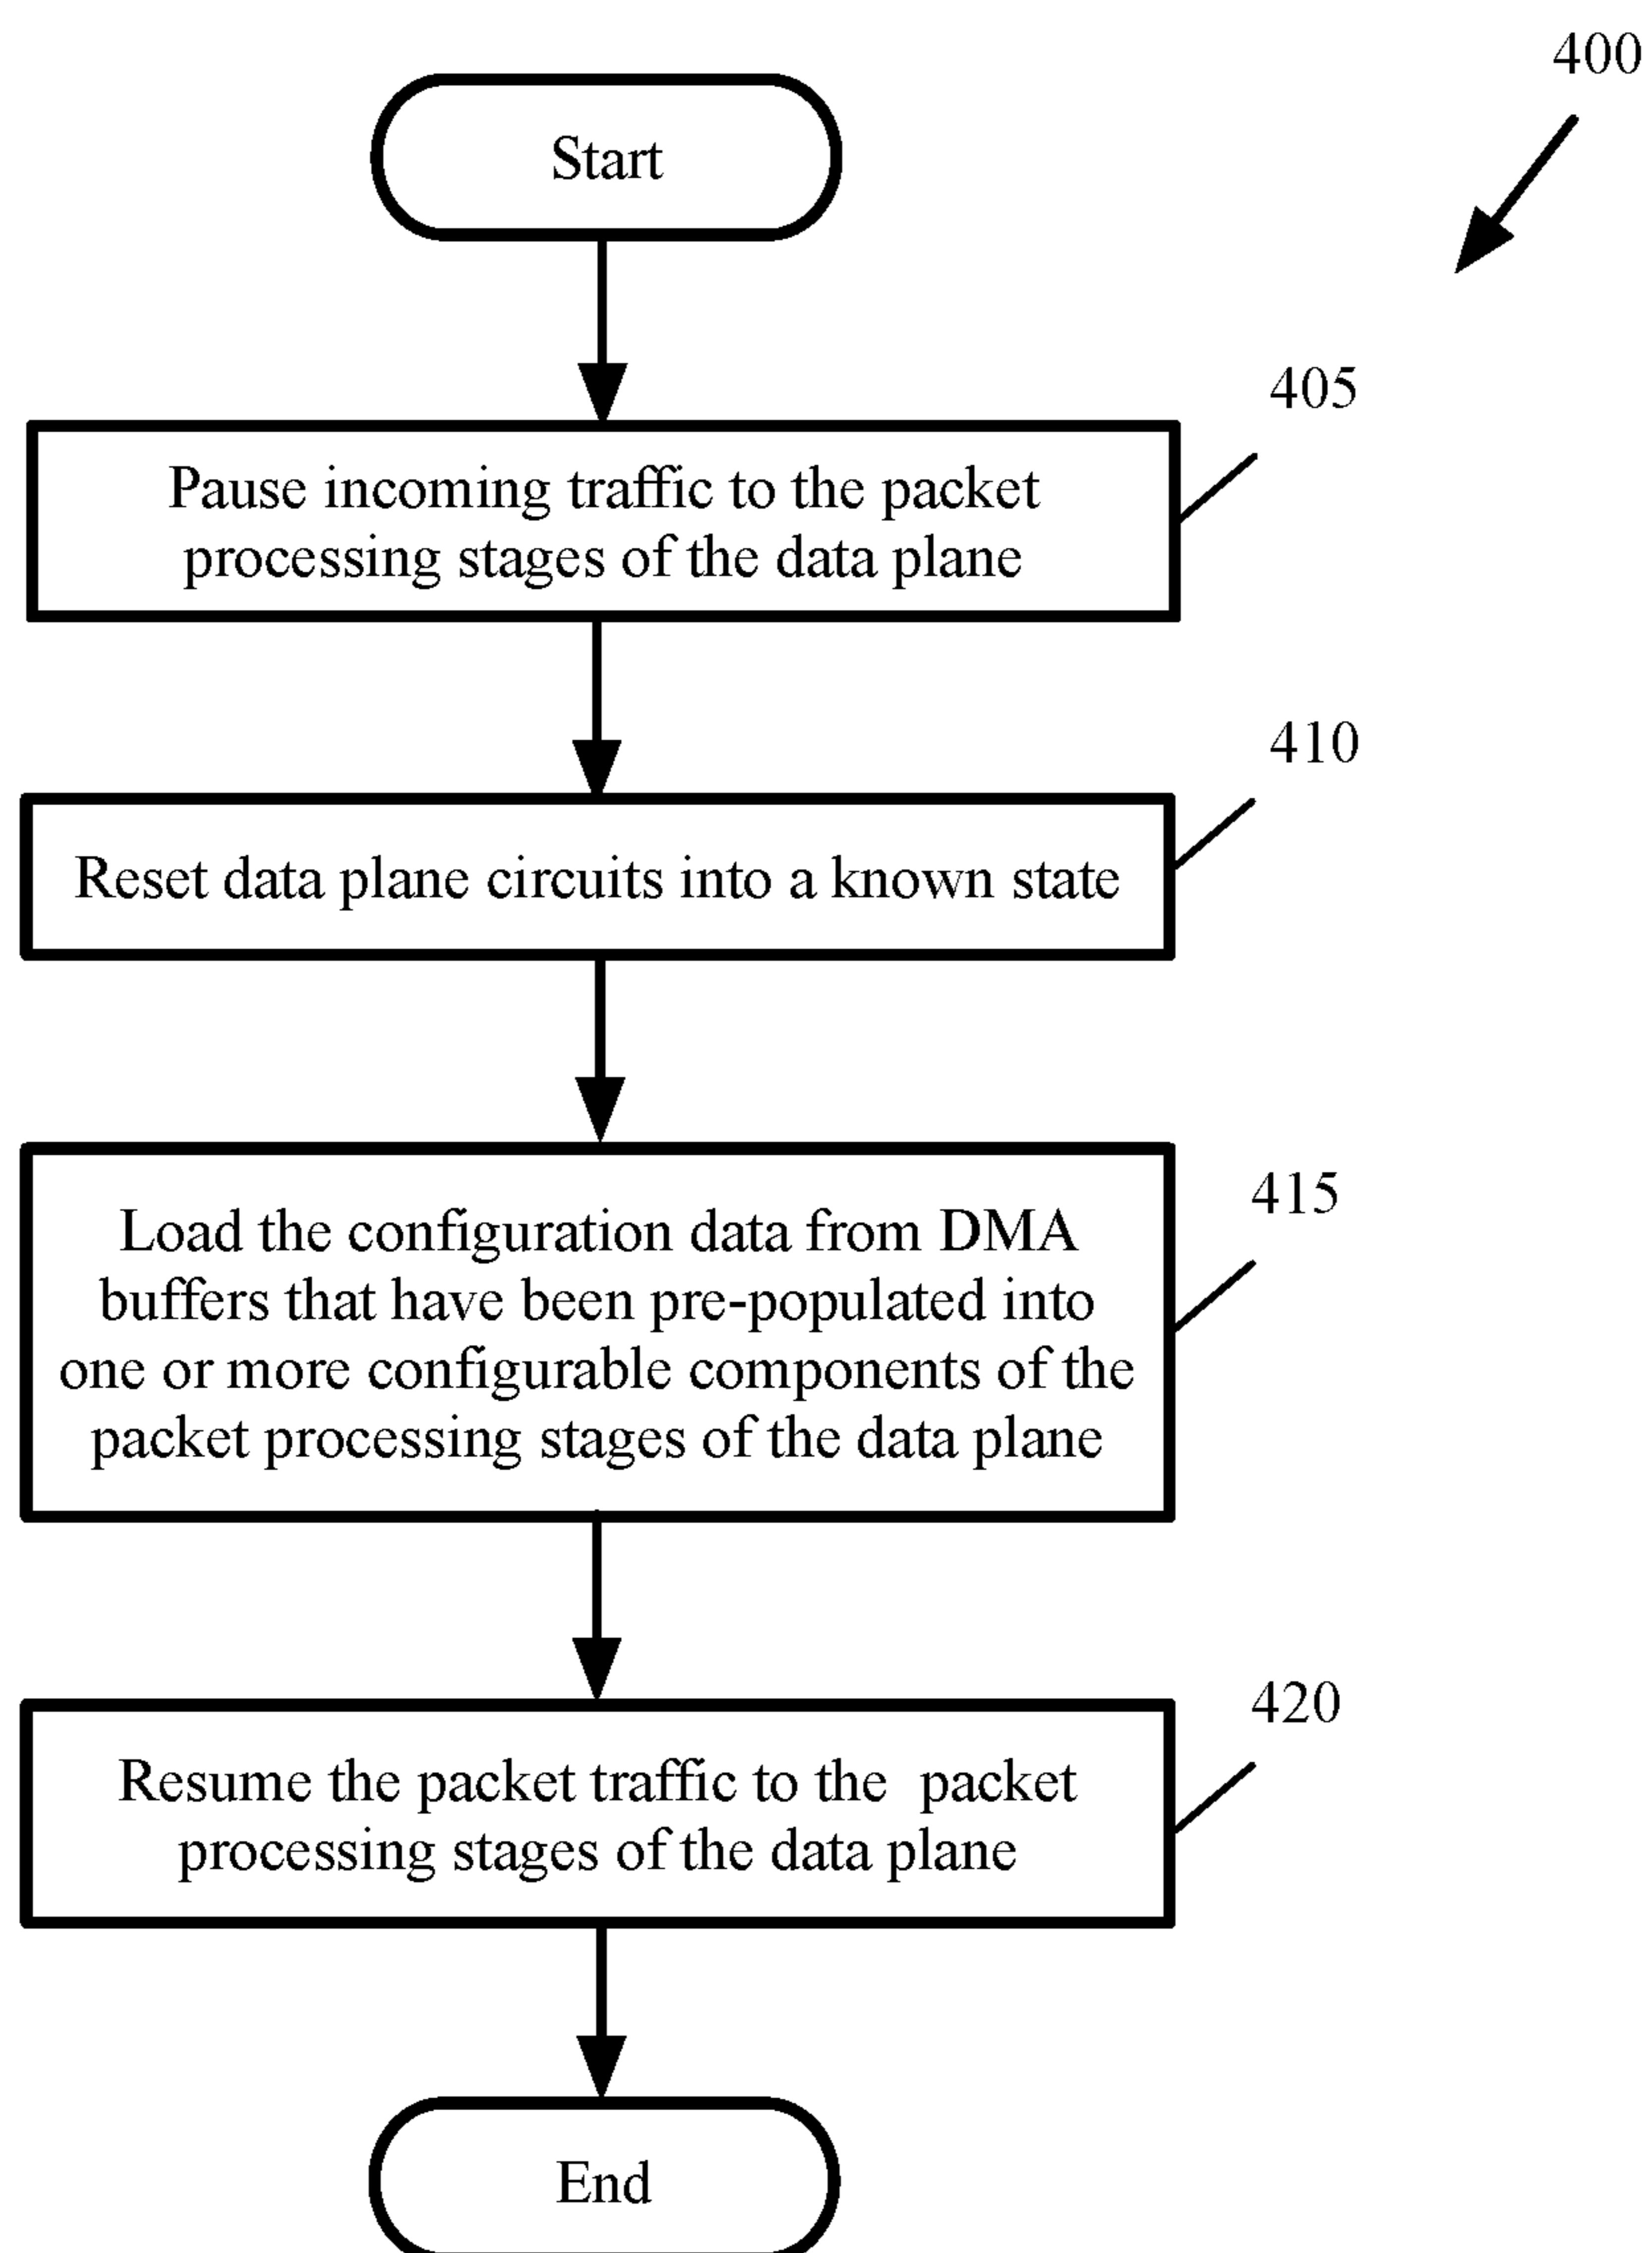 400
Start
405
Pause incoming traffic to the packet
processing stages of the data plane
410
Reset data plane circuits into a known state
415
Load the configuration data from DMA
buffers that have been pre-populated into
one or more configurable components of the
packet processing stages of the data plane
420
Resume the packet traffic to the packet
processing stages of the data plane
End